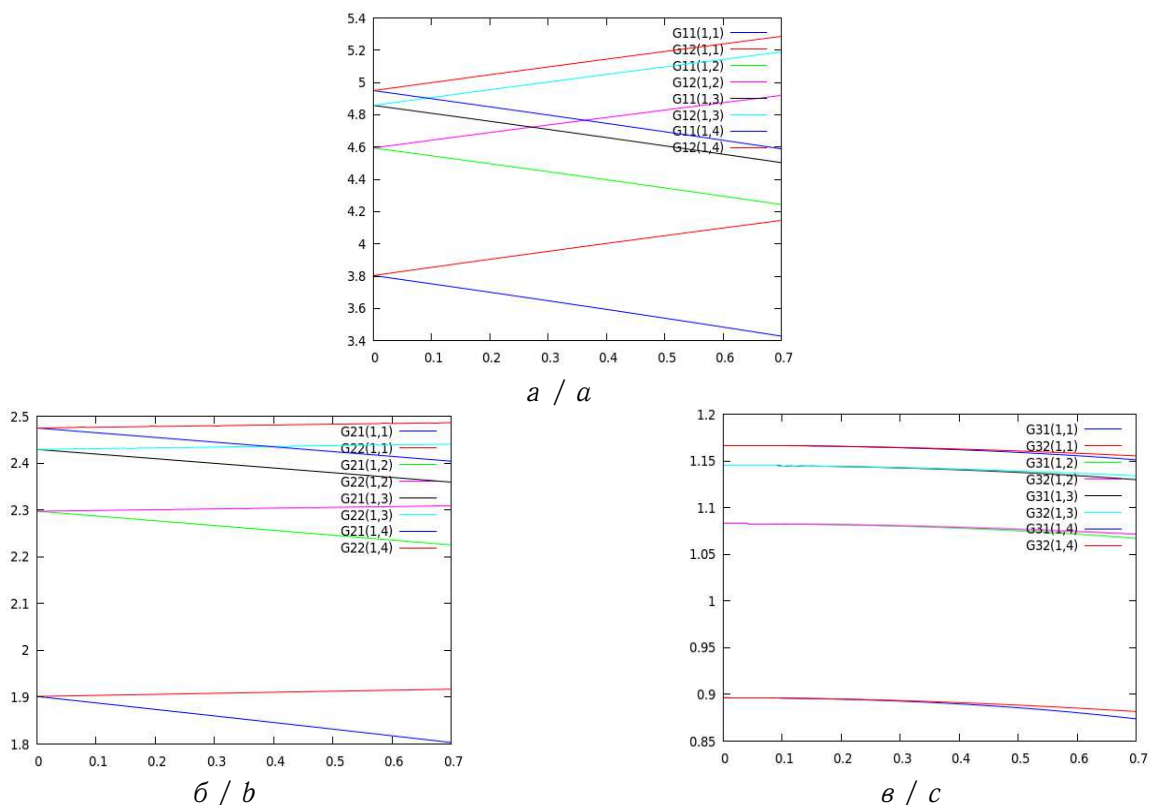 5.4
5.2
5
4.8
4.6
4.4
4.2
4
3.8
3.6
3.4
G11(1,1)
G12(1,1)
G11(1,2)
G12(1,2)
G11(1,3)
G12(1,3)
G11(1,4)
G12(1,4)
0 0.1 0.2 0.3 0.4 0.5 0.6 0.7
а / a
2.5
2.4
2.3
2.2
2.1
2
1.9
1.8
G21(1,1)
G22(1,1)
G21(1,2)
G22(1,2)
G21(1,3)
G22(1,3)
G21(1,4)
G22(1,4)
0 0.1 0.2 0.3 0.4 0.5 0.6 0.7
б / b
1.2
1.15
1.1
1.05
1
0.95
0.9
0.85
G31(1,1)
G32(1,1)
G31(1,2)
G32(1,2)
G31(1,3)
G32(1,3)
G31(1,4)
G32(1,4)
0 0.1 0.2 0.3 0.4 0.5 0.6 0.7
в / c